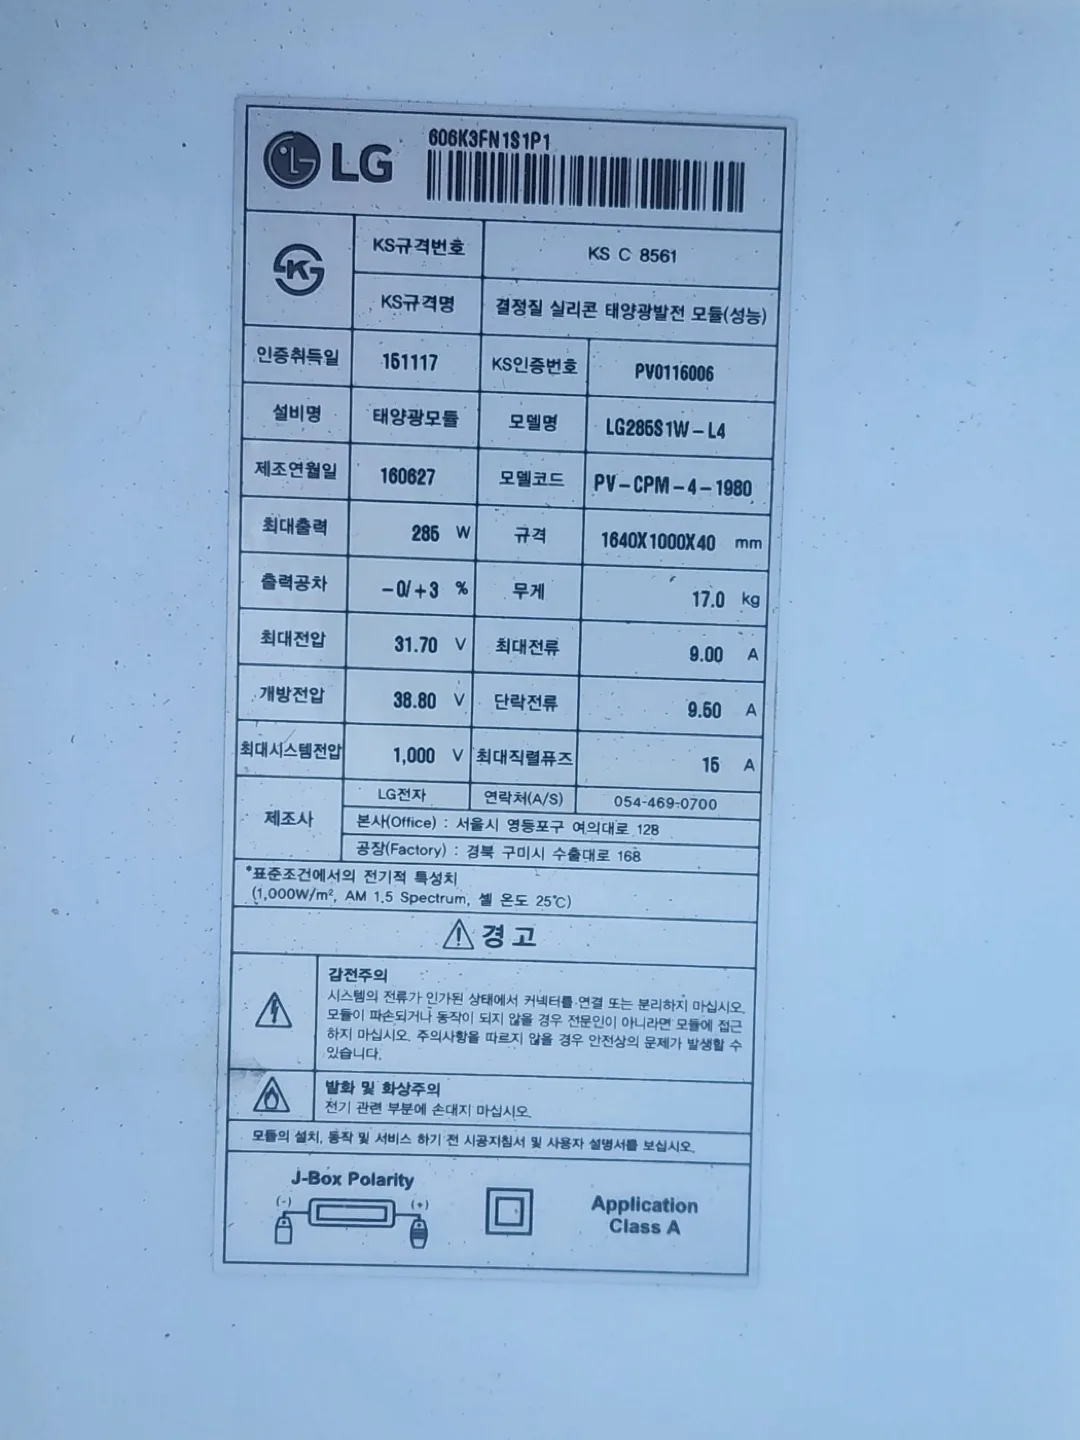 LG
606K3FN1S1P1
KS규격번호 KS C 8561
KS규격명 결정질 실리콘 태양광발전 모듈(성능)
인증취득일 151117 KS인증번호 PV0116006
설비명 태양광모듈 모델명 LG285S1W-L4
제조연월일 160627 모델코드 PV-CPM-4-1980
최대출력 285 W 규격 1640X1000X40 mm
출력공차 -0/+3 % 무게 17.0 kg
최대전압 31.70 V 최대전류 9.00 A
개방전압 38.80 V 단락전류 9.50 A
최대시스템전압 1,000 V 최대직렬퓨즈 15 A
제조사 LG전자 연락처(A/S) 054-469-0700
본사(Office) : 서울시 영등포구 여의대로 128
공장(Factory) : 경북 구미시 수출대로 168
*표준조건에서의 전기적 특성치
(1,000W/m², AM 1.5 Spectrum, 셀 온도 25℃)
경고
감전주의
시스템의 전류가 인가된 상태에서 커넥터를 연결 또는 분리하지 마십시오.
모듈이 파손되거나 동작이 되지 않을 경우 전문인이 아니라면 모듈에 접근
하지 마십시오. 주의사항을 따르지 않을 경우 안전상의 문제가 발생할 수
있습니다.
발화 및 화상주의
전기 관련 부분에 손대지 마십시오.
모듈의 설치, 동작 및 서비스 하기 전 시공지침서 및 사용자 설명서를 보십시오.
J-Box Polarity
(-) (+)
Application
Class A